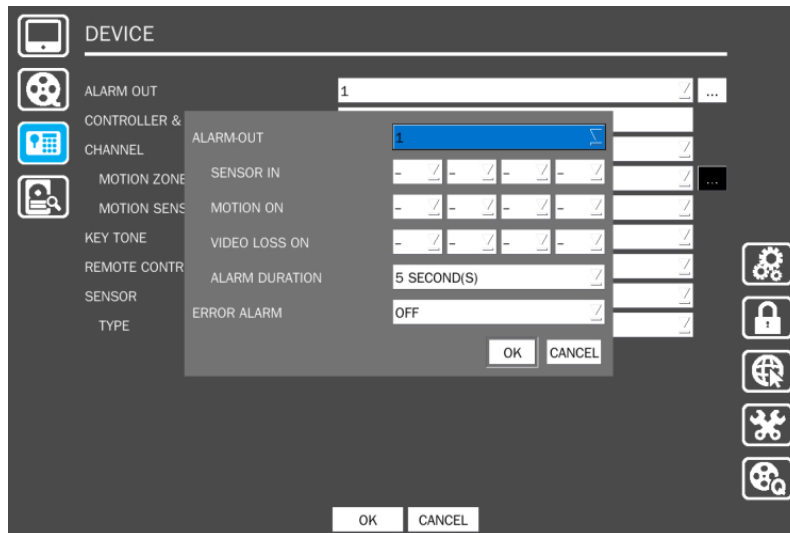 DEVICE
ALARM OUT 1 ...
CONTROLLER &
CHANNEL
MOTION ZONE ...
MOTION SENS
KEY TONE
REMOTE CONTR
SENSOR
TYPE
ALARM-OUT 1
SENSOR IN - - - -
MOTION ON - - - -
VIDEO LOSS ON - - - -
ALARM DURATION 5 SECOND(S)
ERROR ALARM OFF
OK CANCEL
OK CANCEL